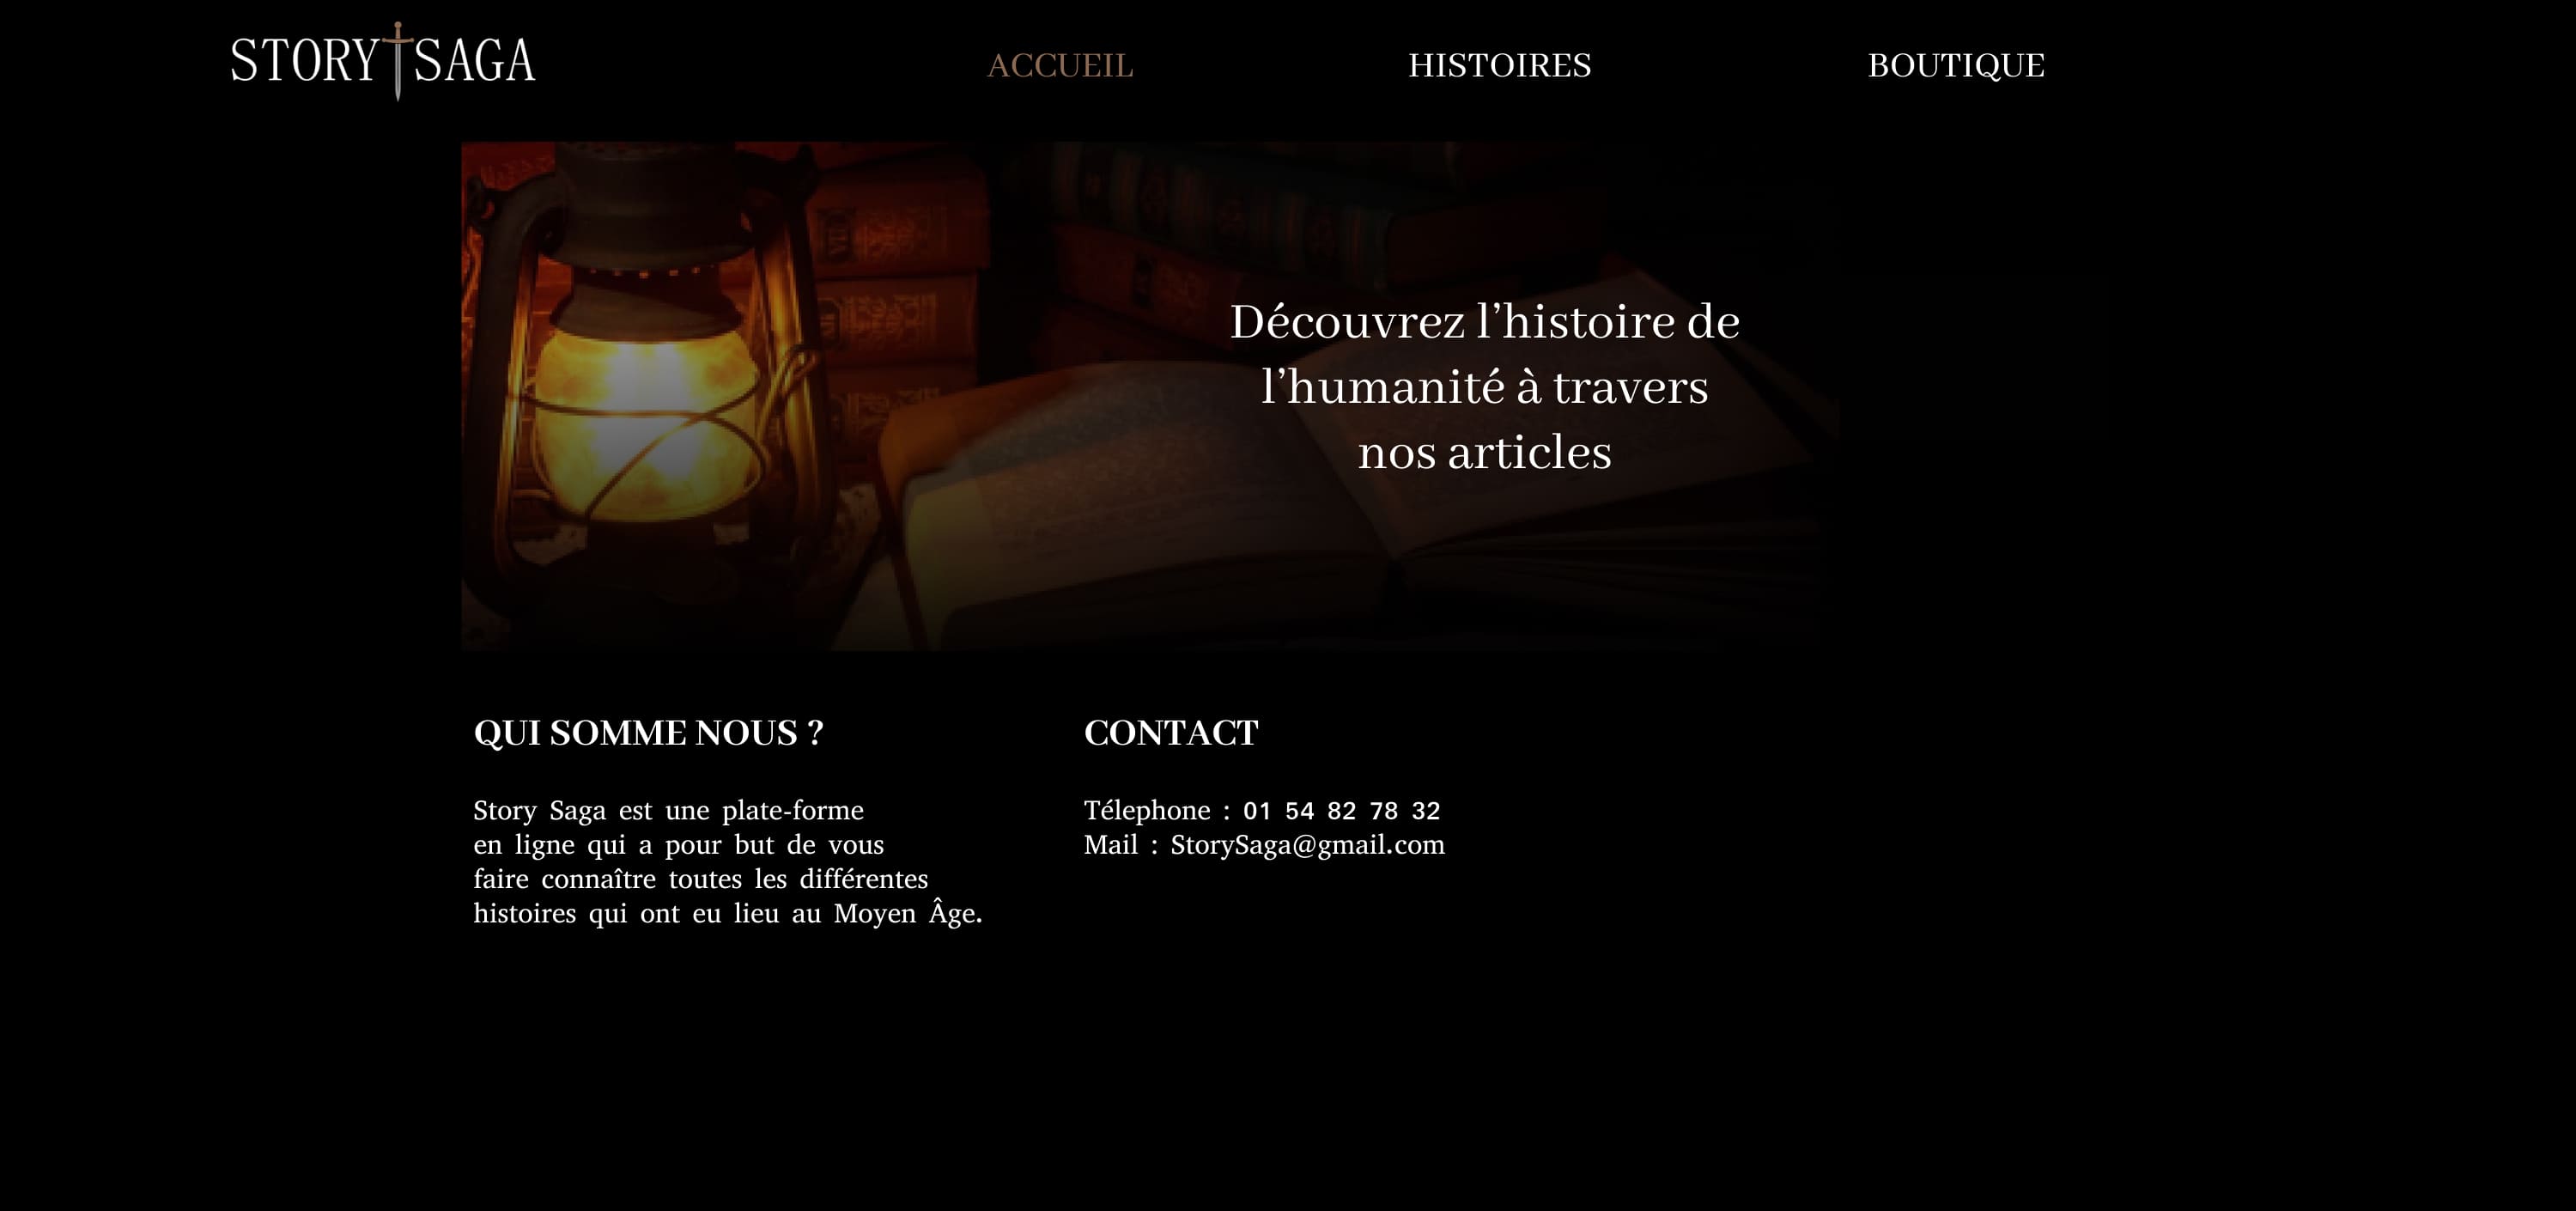 STORY SAGA
ACCUEIL
HISTOIRES
BOUTIQUE
Découvrez l’histoire de
l’humanité à travers
nos articles
QUI SOMME NOUS ?
Story Saga est une plate-forme
en ligne qui a pour but de vous
faire connaître toutes les différentes
histoires qui ont eu lieu au Moyen Âge.
CONTACT
Télephone : 01 54 82 78 32
Mail : StorySaga@gmail.com